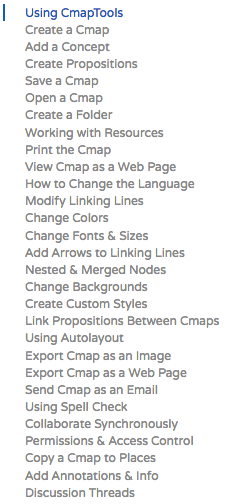 Using CmapTools
Create a Cmap
Add a Concept
Create Propositions
Save a Cmap
Open a Cmap
Create a Folder
Working with Resources
Print the Cmap
View Cmap as a Web Page
How to Change the Language
Modify Linking Lines
Change Colors
Change Fonts & Sizes
Add Arrows to Linking Lines
Nested & Merged Nodes
Change Backgrounds
Create Custom Styles
Link Propositions Between Cmaps
Using Autolayout
Export Cmap as an Image
Export Cmap as a Web Page
Send Cmap as an Email
Using Spell Check
Collaborate Synchronously
Permissions & Access Control
Copy a Cmap to Places
Add Annotations & Info
Discussion Threads